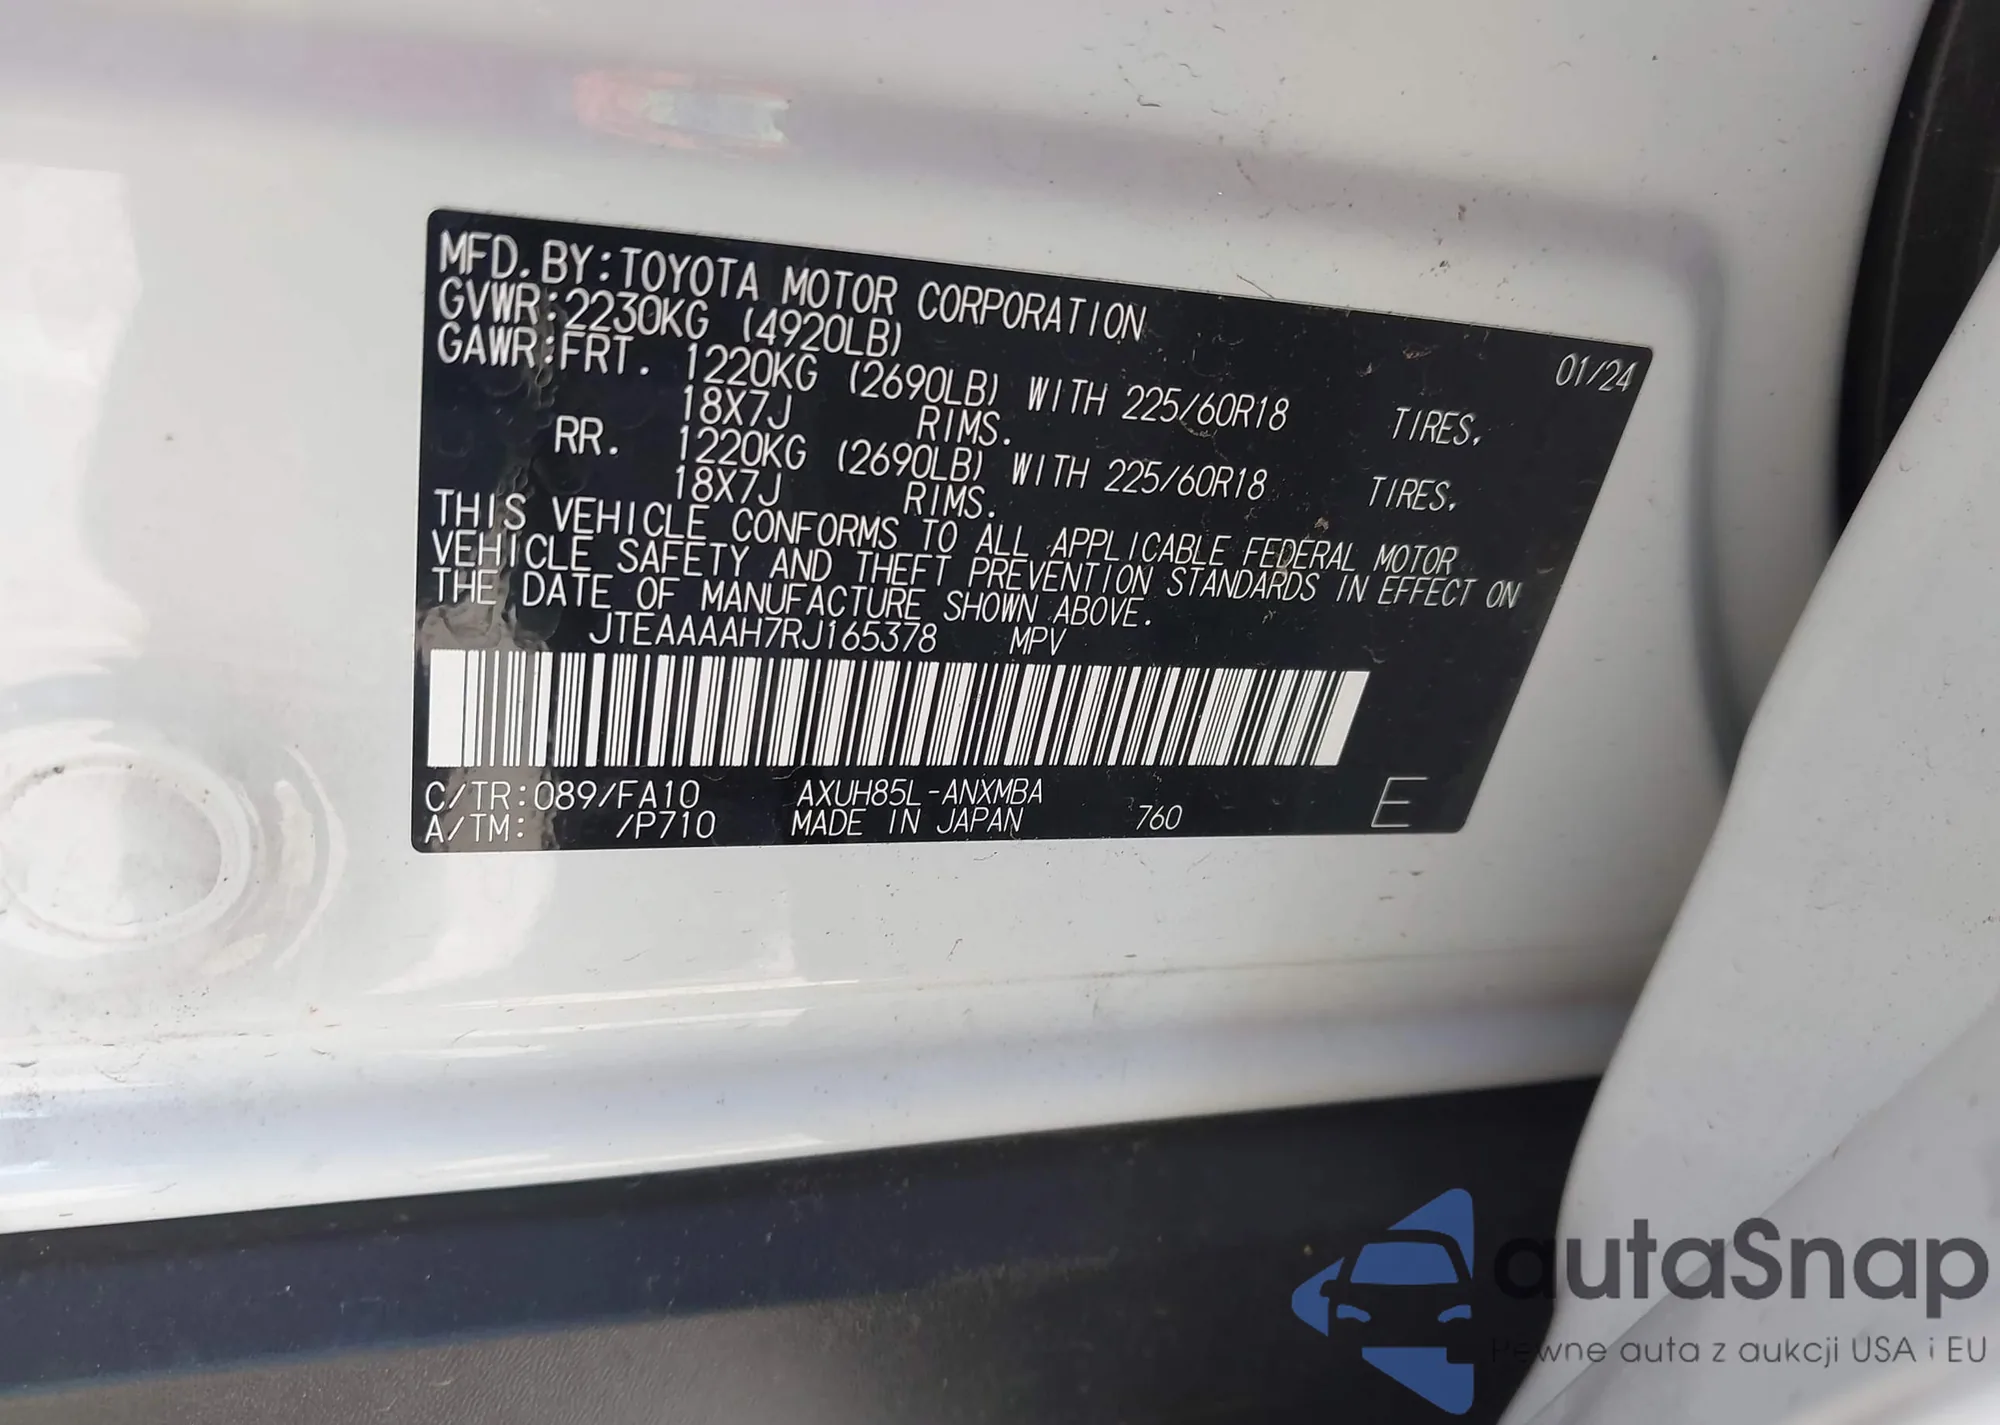 MFD.BY:TOYOTA MOTOR CORPORATION 01/24
GVWR:2230KG (4920LB)
GAWR:FRT. 1220KG (2690LB) WITH 225/60R18 TIRES,
18X7J RIMS.
RR. 1220KG (2690LB) WITH 225/60R18 TIRES,
18X7J RIMS.
THIS VEHICLE CONFORMS TO ALL APPLICABLE FEDERAL MOTOR
VEHICLE SAFETY AND THEFT PREVENTION STANDARDS IN EFFECT ON
THE DATE OF MANUFACTURE SHOWN ABOVE.
JTEAAAAH7RJ165378 MPV
C/TR:089/FA10 AXUH85L-ANXMBA
A/TM: /P710 MADE IN JAPAN 760 E
autaSnap
Pewne auta z aukcji USA i EU